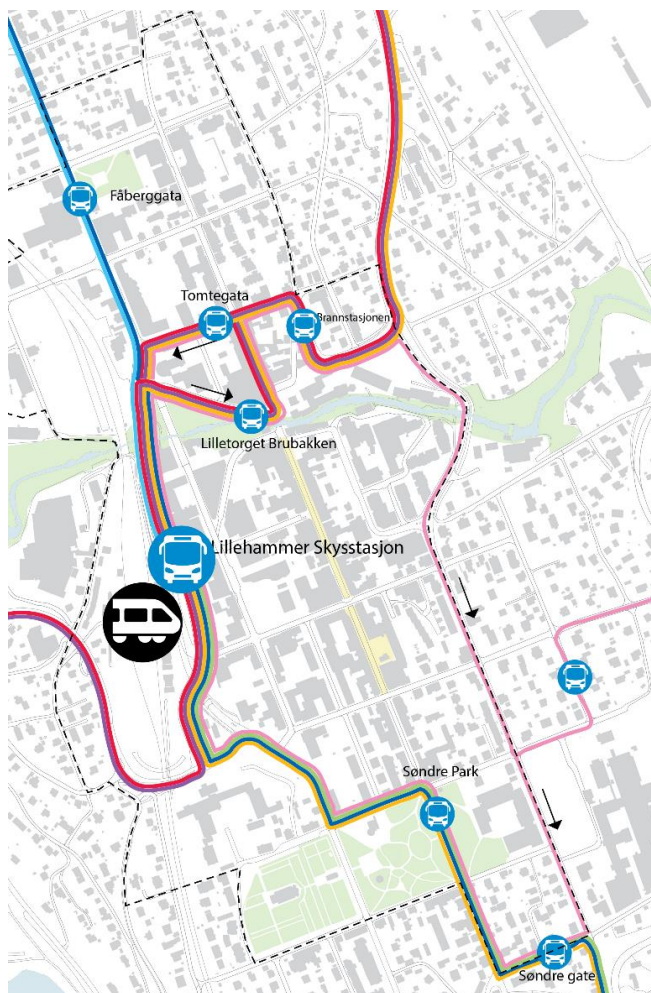 Fåberggata
Tomtegata
Brannstasjonen
Lilletorget Brubakken
Lillehammer Skysstasjon
Søndre Park
Søndre gate